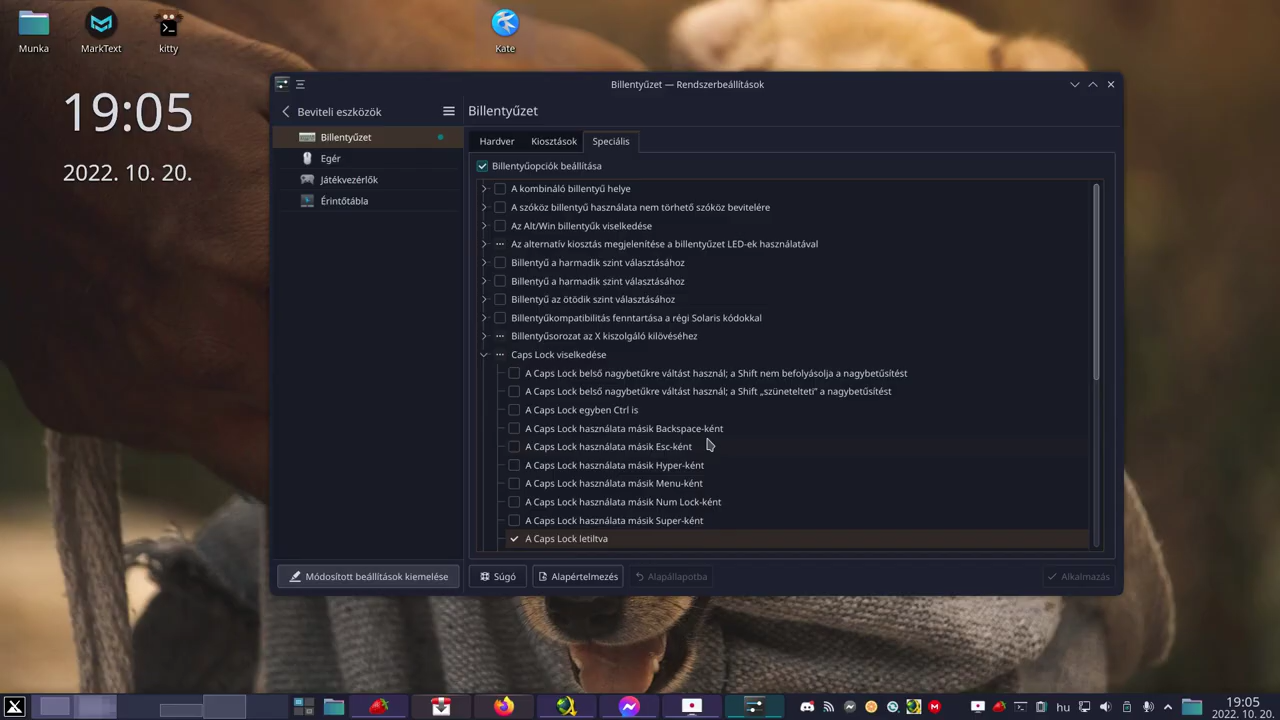 Munka
MarkText
kitty
Kate
19:05
2022. 10. 20.
Billentyűzet — Rendszerbeállítások
Beviteli eszközök
Billentyűzet
Egér
Játékvezérlők
Érintőtábla
Módosított beállítások kiemelése
Billentyűzet
Hardver
Kiosztások
Speciális
Billentyűopciók beállítása
A kombináló billentyű helye
A szóköz billentyű használata nem törhető szóköz bevitelére
Az Alt/Win billentyűk viselkedése
Az alternatív kiosztás megjelenítése a billentyűzet LED-ek használatával
Billentyű a harmadik szint választásához
Billentyű a harmadik szint választásához
Billentyű az ötödik szint választásához
Billentyűkompatibilitás fenntartása a régi Solaris kódokkal
Billentyűsorozat az X kiszolgáló kilövéséhez
Caps Lock viselkedése
A Caps Lock belső nagybetűkre váltást használ; a Shift nem befolyásolja a nagybetűsítést
A Caps Lock belső nagybetűkre váltást használ; a Shift „szünetelteti” a nagybetűsítést
A Caps Lock egyben Ctrl is
A Caps Lock használata másik Backspace-ként
A Caps Lock használata másik Esc-ként
A Caps Lock használata másik Hyper-ként
A Caps Lock használata másik Menu-ként
A Caps Lock használata másik Num Lock-ként
A Caps Lock használata másik Super-ként
A Caps Lock letiltva
Súgó
Alapértelmezés
Alapállapotba
Alkalmazás
hu
19:05
2022. 10. 20.